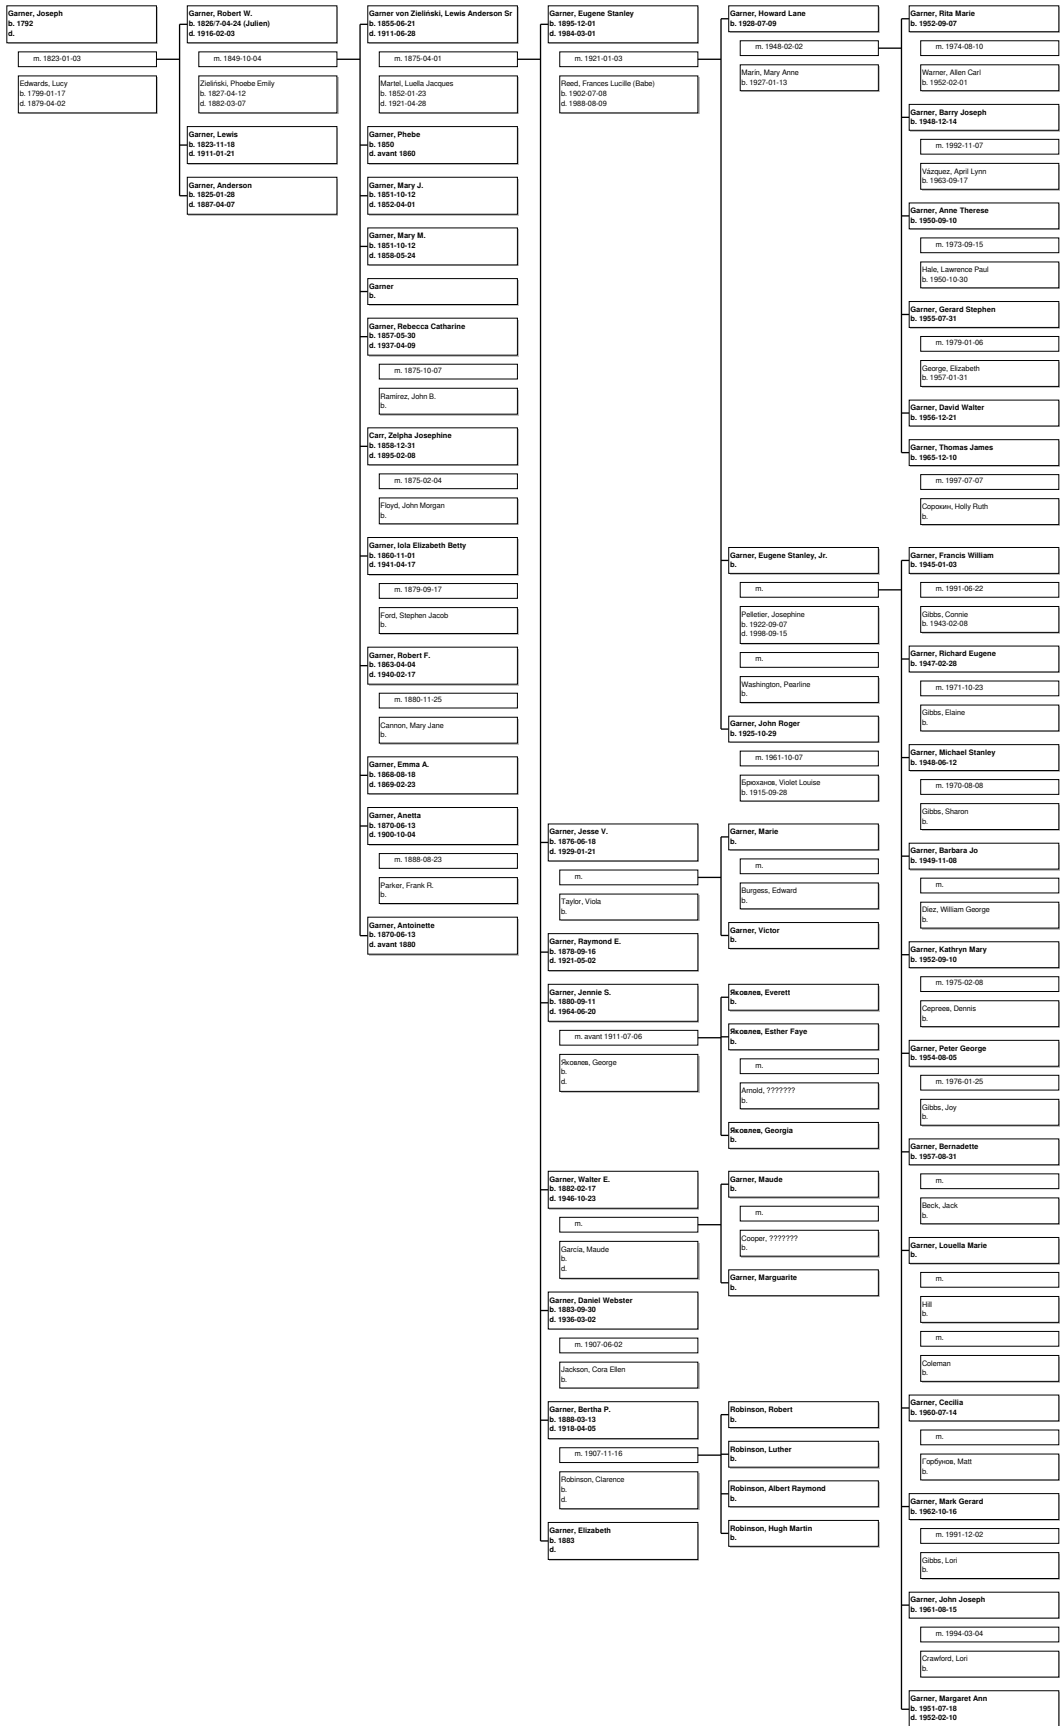 Garner, Joseph
b. 1792
d.
m. 1823-01-03
Edwards, Lucy
b. 1799-01-17
d. 1879-04-02
Garner, Robert W.
b. 1826/7-04-24 (Julien)
d. 1916-02-03
m. 1849-10-04
Zieliński, Phoebe Emily
b. 1827-04-12
d. 1882-03-07
Garner, Lewis
b. 1823-11-18
d. 1911-01-21
Garner, Anderson
b. 1825-01-28
d. 1887-04-07
Garner von Zieliński, Lewis Anderson Sr
b. 1855-06-21
d. 1911-06-28
m. 1875-04-01
Martel, Luella Jacques
b. 1852-01-23
d. 1921-04-28
Garner, Phebe
b. 1850
d. avant 1860
Garner, Mary J.
b. 1851-10-12
d. 1852-04-01
Garner, Mary M.
b. 1851-10-12
d. 1858-05-24
Garner
b.
Garner, Rebecca Catharine
b. 1857-05-30
d. 1937-04-09
m. 1875-10-07
Ramirez, John B.
b.
Carr, Zelpha Josephine
b. 1858-12-31
d. 1895-02-08
m. 1875-02-04
Floyd, John Morgan
b.
Garner, Iola Elizabeth Betty
b. 1860-11-01
d. 1941-04-17
m. 1879-09-17
Ford, Stephen Jacob
b.
Garner, Robert F.
b. 1863-04-04
d. 1940-02-17
m. 1880-11-25
Cannon, Mary Jane
b.
Garner, Emma A.
b. 1868-08-18
d. 1869-02-23
Garner, Anetta
b. 1870-06-13
d. 1900-10-04
m. 1888-08-23
Parker, Frank R.
b.
Garner, Antoinette
b. 1870-06-13
d. avant 1880
Garner, Eugene Stanley
b. 1895-12-01
d. 1984-03-01
m. 1921-01-03
Reed, Frances Lucille (Babe)
b. 1902-07-08
d. 1988-08-09
Garner, Jesse V.
b. 1876-06-18
d. 1929-01-21
m.
Taylor, Viola
b.
Garner, Raymond E.
b. 1878-09-16
d. 1921-05-02
Garner, Jennie S.
b. 1880-09-11
d. 1964-06-20
m. avant 1911-07-06
Яковлев, George
b.
d.
Garner, Walter E.
b. 1882-02-17
d. 1946-10-23
m.
García, Maude
b.
d.
Garner, Daniel Webster
b. 1883-09-30
d. 1936-03-02
m. 1907-06-02
Jackson, Cora Ellen
b.
Garner, Bertha P.
b. 1888-03-13
d. 1918-04-05
m. 1907-11-16
Robinson, Clarence
b.
d.
Garner, Elizabeth
b. 1883
d.
Garner, Howard Lane
b. 1928-07-09
m. 1948-02-02
Marín, Mary Anne
b. 1927-01-13
Garner, Eugene Stanley, Jr.
b.
m.
Pelletier, Josephine
b. 1922-09-07
d. 1998-09-15
m.
Washington, Pearline
b.
Garner, John Roger
b. 1925-10-29
m. 1961-10-07
Брюханов, Violet Louise
b. 1915-09-28
Garner, Marie
b.
m.
Burgess, Edward
b.
Garner, Victor
b.
Яковлев, Everett
b.
Яковлев, Esther Faye
b.
m.
Arnold, ???????
b.
Яковлев, Georgia
b.
Garner, Maude
b.
m.
Cooper, ???????
b.
Garner, Marguarite
b.
Robinson, Robert
b.
Robinson, Luther
b.
Robinson, Albert Raymond
b.
Robinson, Hugh Martin
b.
Garner, Rita Marie
b. 1952-09-07
m. 1974-08-10
Warner, Allen Carl
b. 1952-02-01
Garner, Barry Joseph
b. 1948-12-14
m. 1992-11-07
Vázquez, April Lynn
b. 1963-09-17
Garner, Anne Therese
b. 1950-09-10
m. 1973-09-15
Hale, Lawrence Paul
b. 1950-10-30
Garner, Gerard Stephen
b. 1955-07-31
m. 1979-01-06
George, Elizabeth
b. 1957-01-31
Garner, David Walter
b. 1956-12-21
Garner, Thomas James
b. 1965-12-10
m. 1997-07-07
Сорокин, Holly Ruth
b.
Garner, Francis William
b. 1945-01-03
m. 1991-06-22
Gibbs, Connie
b. 1943-02-08
Garner, Richard Eugene
b. 1947-02-28
m. 1971-10-23
Gibbs, Elaine
b.
Garner, Michael Stanley
b. 1948-06-12
m. 1970-08-08
Gibbs, Sharon
b.
Garner, Barbara Jo
b. 1949-11-08
m.
Diez, William George
b.
Garner, Kathryn Mary
b. 1952-09-10
m. 1975-02-08
Сергеев, Dennis
b.
Garner, Peter George
b. 1954-08-05
m. 1976-01-25
Gibbs, Joy
b.
Garner, Bernadette
b. 1957-08-31
m.
Beck, Jack
b.
Garner, Louella Marie
b.
m.
Hill
b.
m.
Coleman
b.
Garner, Cecilia
b. 1960-07-14
m.
Горбунов, Matt
b.
Garner, Mark Gerard
b. 1962-10-16
m. 1991-12-02
Gibbs, Lori
b.
Garner, John Joseph
b. 1961-08-15
m. 1994-03-04
Crawford, Lori
b.
Garner, Margaret Ann
b. 1951-07-18
d. 1952-02-10